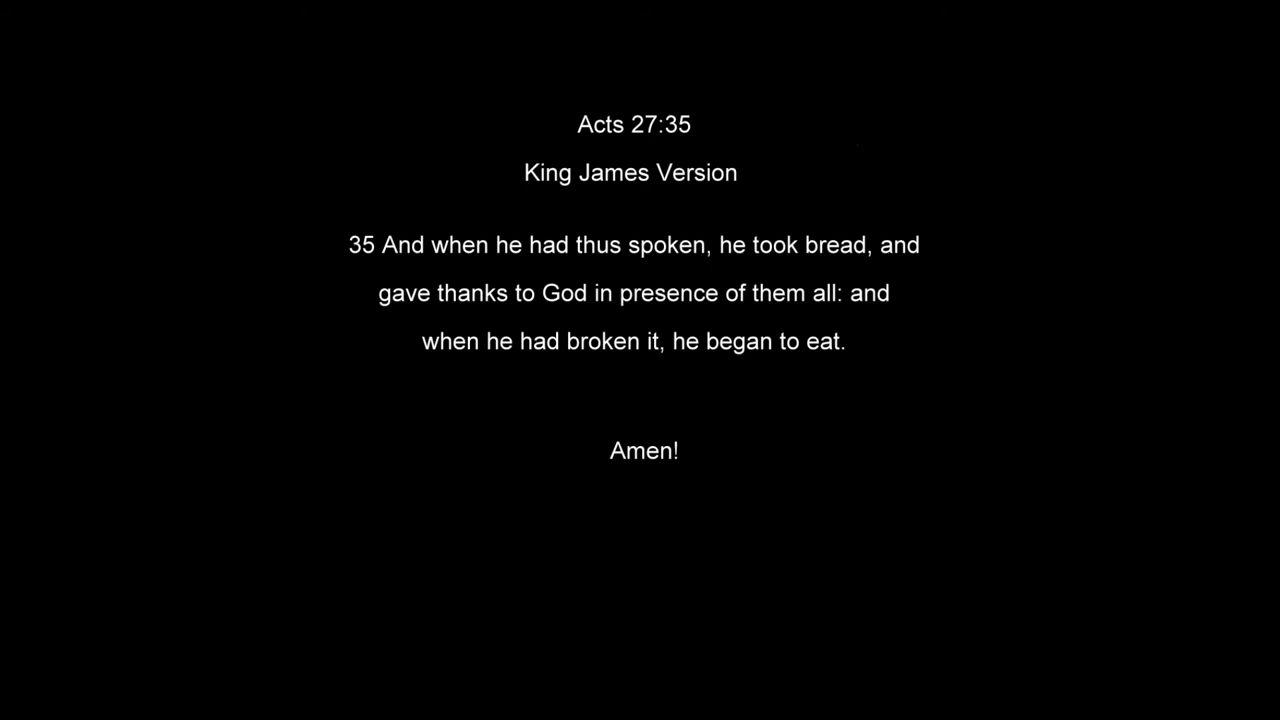 Acts 27:35
King James Version
35 And when he had thus spoken, he took bread, and
gave thanks to God in presence of them all: and
when he had broken it, he began to eat.
Amen!